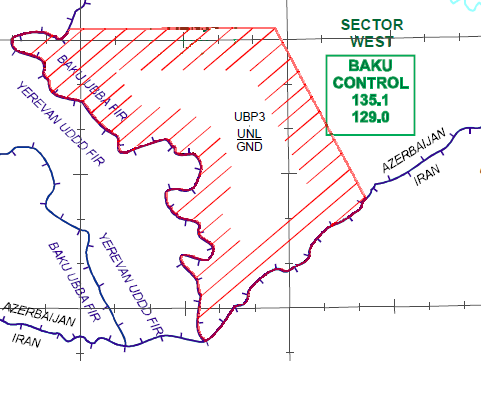 SECTOR
WEST
BAKU
CONTROL
135.1
129.0
BAKU UBBA FIR
YEREVAN UDDD FIR
UBP3
UNL
GND
AZERBAIJAN
IRAN
YEREVAN UDDD FIR
BAKU UBBA FIR
AZERBAIJAN
IRAN